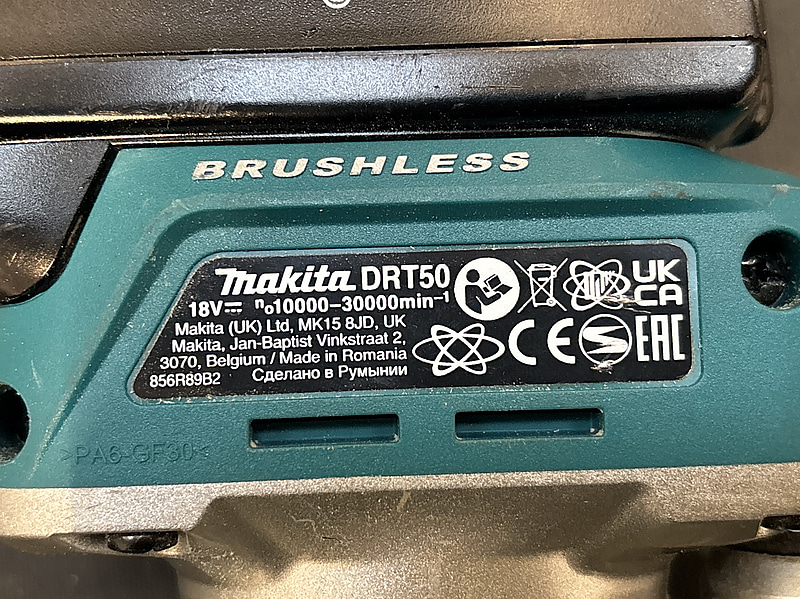 BRUSHLESS
makita DRT50
18V⎓ n₀10000–30000min⁻¹
Makita (UK) Ltd, MK15 8JD, UK
Makita, Jan-Baptist Vinkstraat 2,
3070, Belgium / Made in Romania
856R89B2 Сделано в Румынии
UK
CA
CE
EAC
>PA6-GF30<